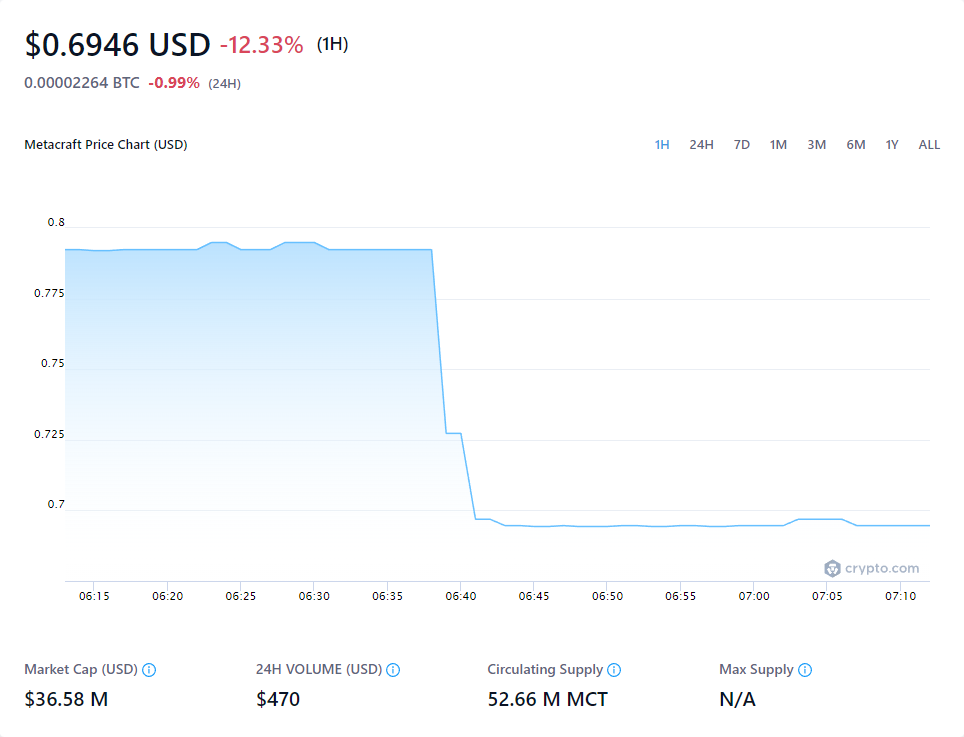 $0.6946 USD -12.33% (1H)
0.00002264 BTC -0.99% (24H)
Metacraft Price Chart (USD) 1H 24H 7D 1M 3M 6M 1Y ALL
0.8
0.775
0.75
0.725
0.7
crypto.com
06:15 06:20 06:25 06:30 06:35 06:40 06:45 06:50 06:55 07:00 07:05 07:10
Market Cap (USD) 24H VOLUME (USD) Circulating Supply Max Supply
$36.58 M $470 52.66 M MCT N/A